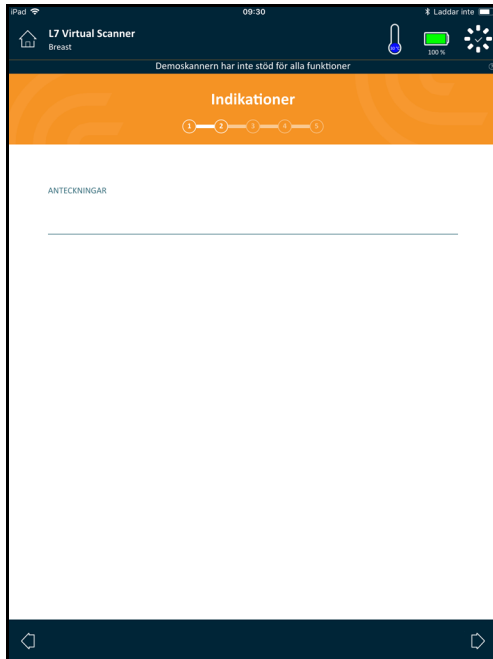 iPad 09:30 Laddar inte
L7 Virtual Scanner
Breast
100 %
Demoskannern har inte stöd för alla funktioner
Indikationer
1 2 3 4 5
ANTECKNINGAR